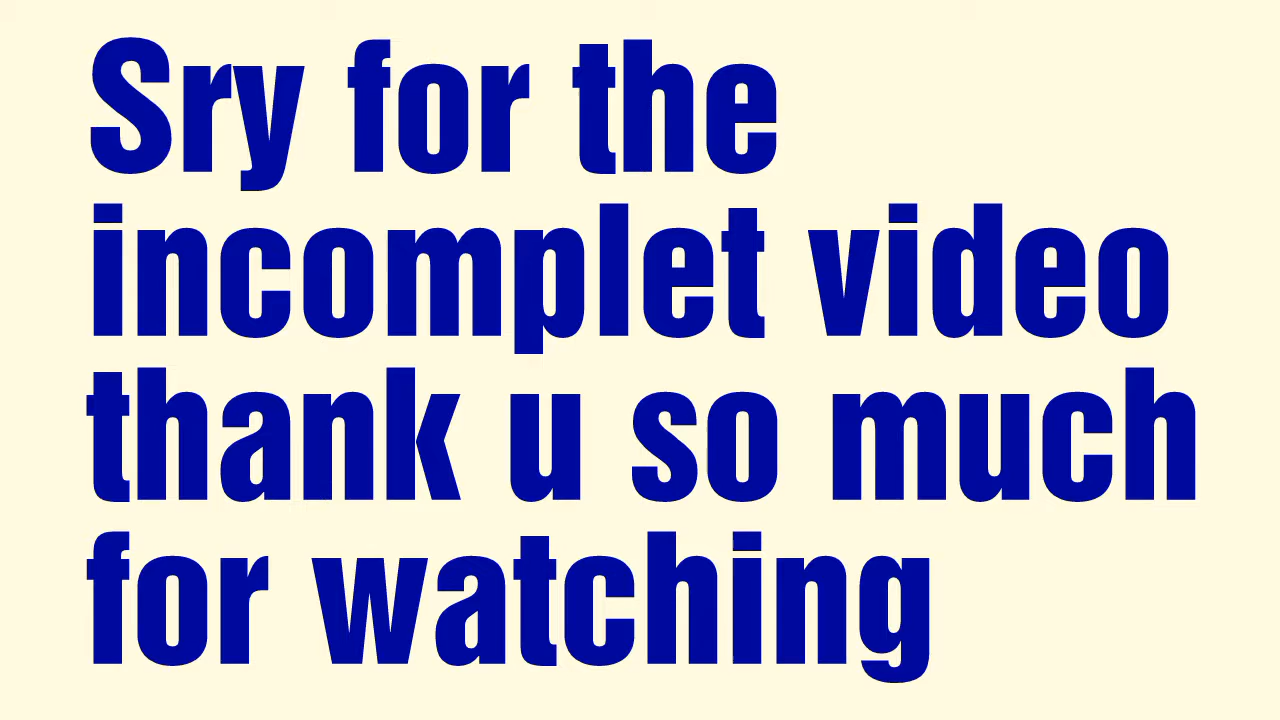 Sry for the
incomplet video
thank u so much
for watching